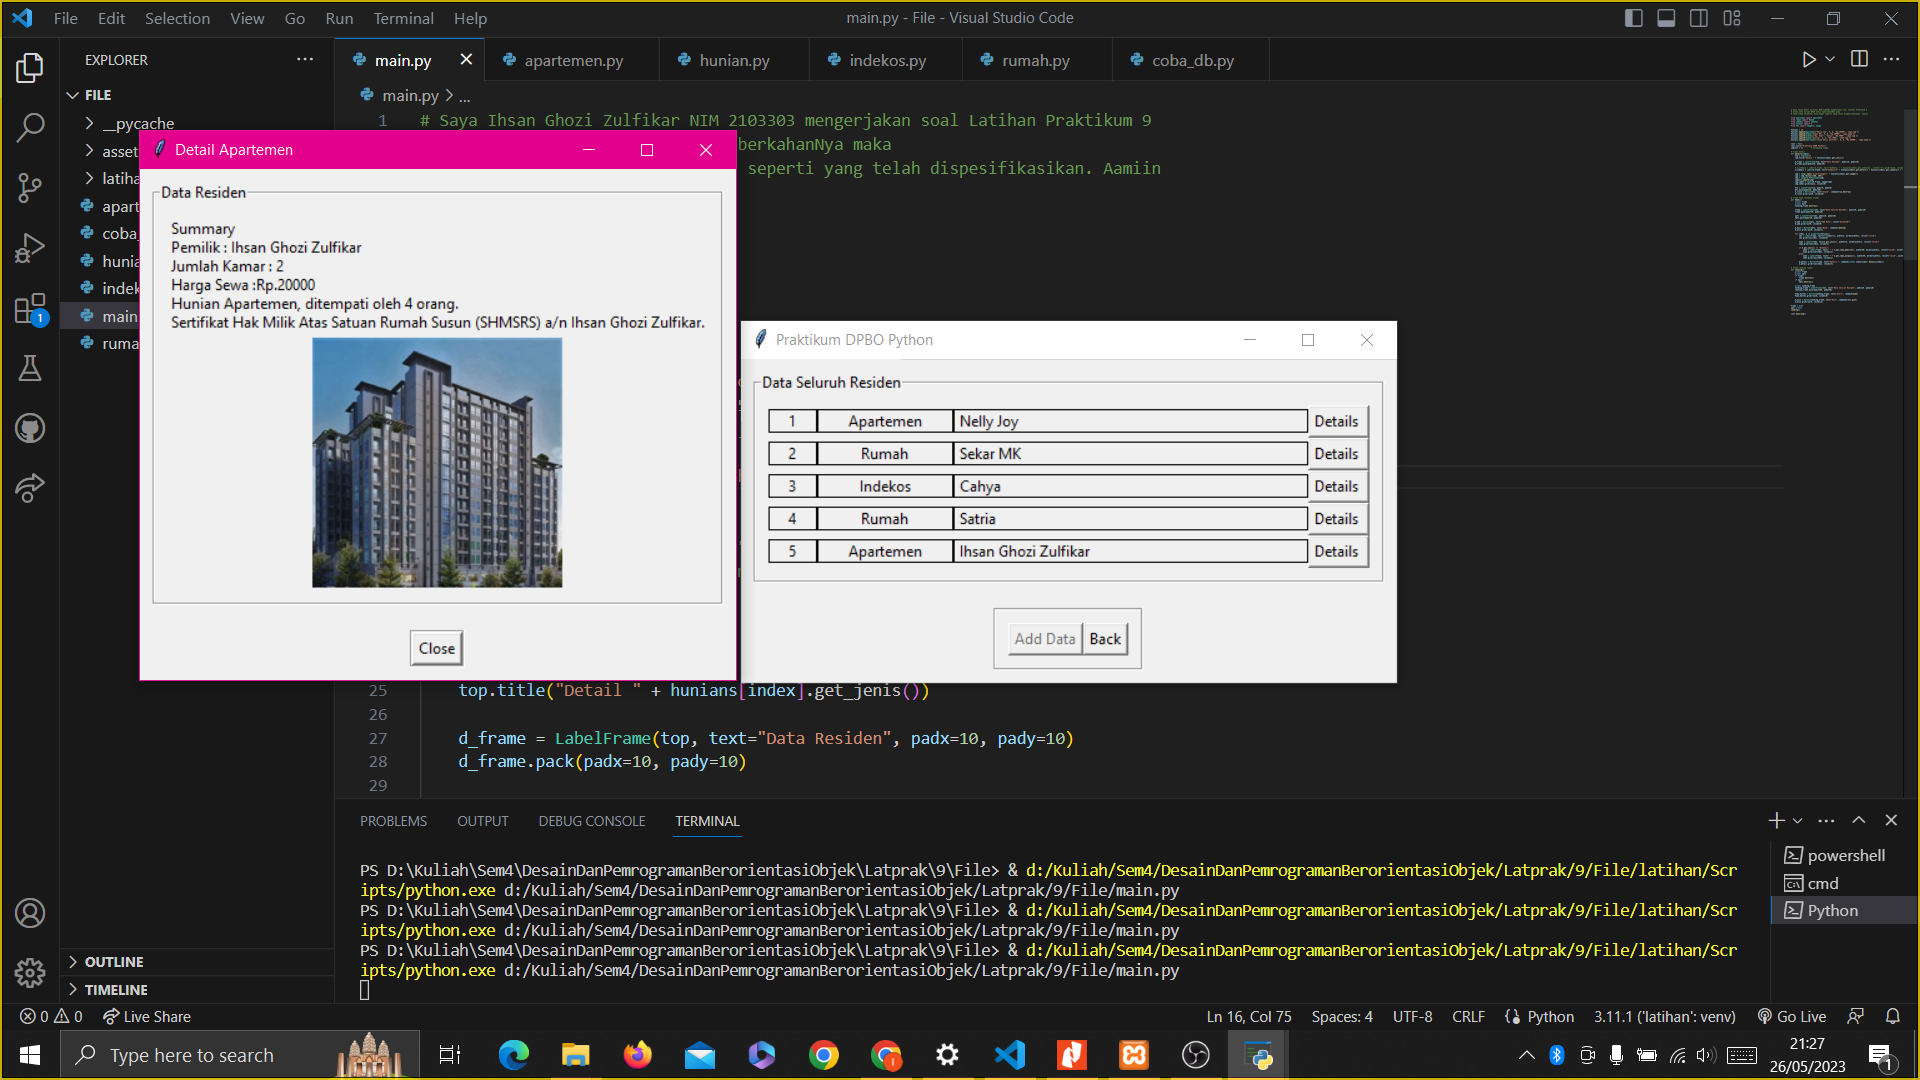 File Edit Selection View Go Run Terminal Help
main.py - File - Visual Studio Code
EXPLORER
main.py
apartemen.py
hunian.py
indekos.py
rumah.py
coba_db.py
FILE
main.py > ...
__pycache
asset
latiha
apart
coba_
hunia
indek
main.
ruma
1 # Saya Ihsan Ghozi Zulfikar NIM 2103303 mengerjakan soal Latihan Praktikum 9
berkahanNya maka
seperti yang telah dispesifikasikan. Aamiin
Detail Apartemen
Data Residen
Summary
Pemilik : Ihsan Ghozi Zulfikar
Jumlah Kamar : 2
Harga Sewa :Rp.20000
Hunian Apartemen, ditempati oleh 4 orang.
Sertifikat Hak Milik Atas Satuan Rumah Susun (SHMSRS) a/n Ihsan Ghozi Zulfikar.
Close
Praktikum DPBO Python
Data Seluruh Residen
1 Apartemen Nelly Joy Details
2 Rumah Sekar MK Details
3 Indekos Cahya Details
4 Rumah Satria Details
5 Apartemen Ihsan Ghozi Zulfikar Details
Add Data Back
25 top.title("Detail " + hunians[index].get_jenis())
26
27 d_frame = LabelFrame(top, text="Data Residen", padx=10, pady=10)
28 d_frame.pack(padx=10, pady=10)
29
PROBLEMS OUTPUT DEBUG CONSOLE TERMINAL
PS D:\Kuliah\Sem4\DesainDanPemrogramanBerorientasiObjek\Latprak\9\File> & d:/Kuliah/Sem4/DesainDanPemrogramanBerorientasiObjek/Latprak/9/File/latihan/Scr
ipts/python.exe d:/Kuliah/Sem4/DesainDanPemrogramanBerorientasiObjek/Latprak/9/File/main.py
PS D:\Kuliah\Sem4\DesainDanPemrogramanBerorientasiObjek\Latprak\9\File> & d:/Kuliah/Sem4/DesainDanPemrogramanBerorientasiObjek/Latprak/9/File/latihan/Scr
ipts/python.exe d:/Kuliah/Sem4/DesainDanPemrogramanBerorientasiObjek/Latprak/9/File/main.py
PS D:\Kuliah\Sem4\DesainDanPemrogramanBerorientasiObjek\Latprak\9\File> & d:/Kuliah/Sem4/DesainDanPemrogramanBerorientasiObjek/Latprak/9/File/latihan/Scr
ipts/python.exe d:/Kuliah/Sem4/DesainDanPemrogramanBerorientasiObjek/Latprak/9/File/main.py
powershell
cmd
Python
OUTLINE
TIMELINE
0 0 Live Share
Ln 16, Col 75 Spaces: 4 UTF-8 CRLF Python 3.11.1 ('latihan': venv) Go Live
Type here to search
21:27
26/05/2023
1